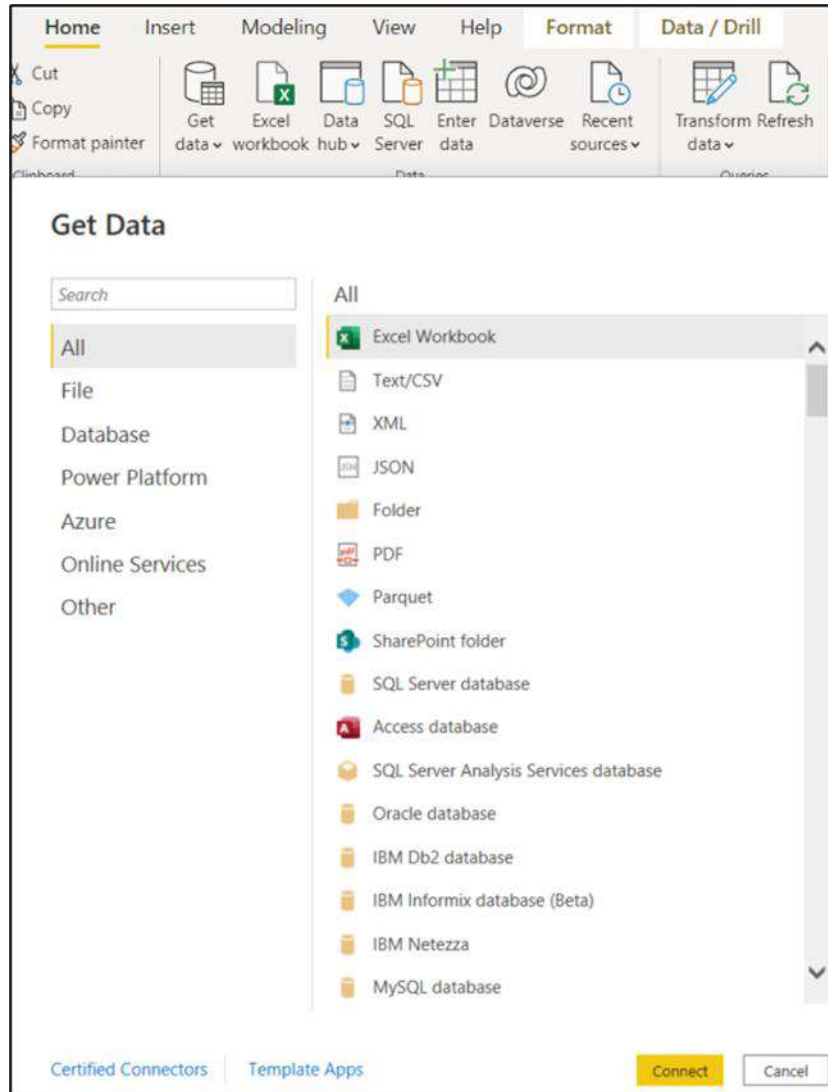 Home Insert Modeling View Help Format Data / Drill
Cut
Copy
Format painter
Clipboard
Get data
Excel workbook
Data hub
SQL Server
Enter data
Dataverse
Recent sources
Data
Transform data
Refresh
Queries
Get Data
Search
All
File
Database
Power Platform
Azure
Online Services
Other
All
Excel Workbook
Text/CSV
XML
JSON
Folder
PDF
Parquet
SharePoint folder
SQL Server database
Access database
SQL Server Analysis Services database
Oracle database
IBM Db2 database
IBM Informix database (Beta)
IBM Netezza
MySQL database
Certified Connectors Template Apps
Connect Cancel